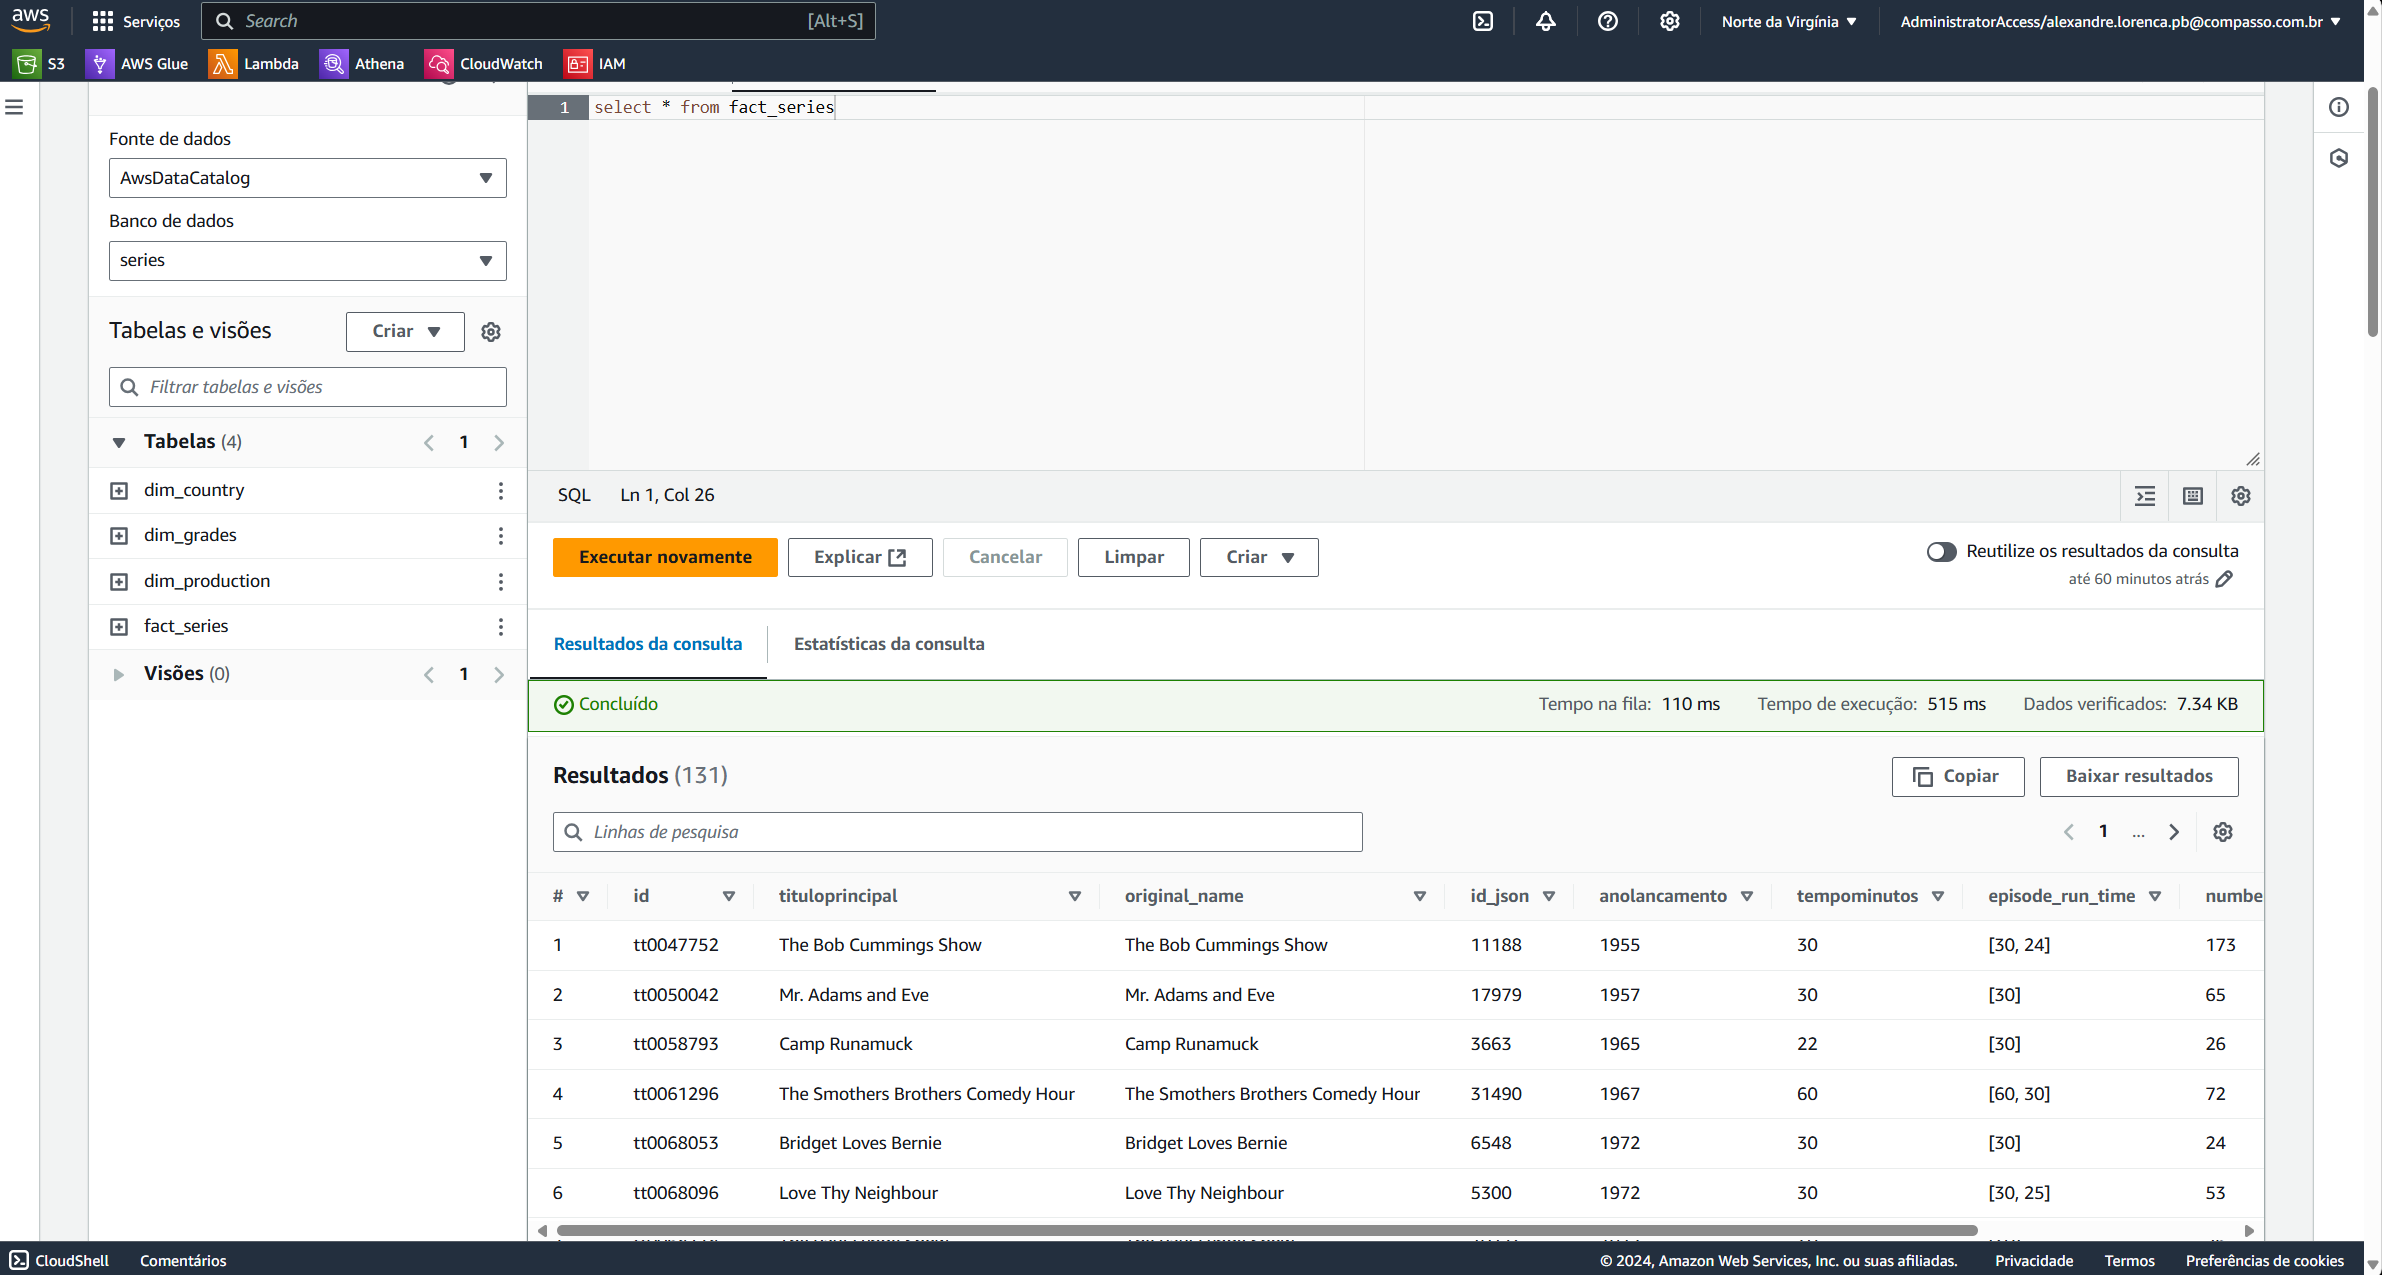 aws Serviços Search [Alt+S] Norte da Virgínia AdministratorAccess/alexandre.lorenca.pb@compasso.com.br
S3 AWS Glue Lambda Athena CloudWatch IAM
1 select * from fact_series
Fonte de dados
AwsDataCatalog
Banco de dados
series
Tabelas e visões Criar
Filtrar tabelas e visões
Tabelas (4) 1
dim_country
dim_grades
dim_production
fact_series
Visões (0) 1
SQL Ln 1, Col 26
Executar novamente Explicar Cancelar Limpar Criar Reutilize os resultados da consulta
até 60 minutos atrás
Resultados da consulta Estatísticas da consulta
Concluído Tempo na fila: 110 ms Tempo de execução: 515 ms Dados verificados: 7.34 KB
Resultados (131) Copiar Baixar resultados
Linhas de pesquisa 1 ...
# id tituloprincipal original_name id_json anolancamento tempominutos episode_run_time numbe
1 tt0047752 The Bob Cummings Show The Bob Cummings Show 11188 1955 30 [30, 24] 173
2 tt0050042 Mr. Adams and Eve Mr. Adams and Eve 17979 1957 30 [30] 65
3 tt0058793 Camp Runamuck Camp Runamuck 3663 1965 22 [30] 26
4 tt0061296 The Smothers Brothers Comedy Hour The Smothers Brothers Comedy Hour 31490 1967 60 [60, 30] 72
5 tt0068053 Bridget Loves Bernie Bridget Loves Bernie 6548 1972 30 [30] 24
6 tt0068096 Love Thy Neighbour Love Thy Neighbour 5300 1972 30 [30, 25] 53
CloudShell Comentários © 2024, Amazon Web Services, Inc. ou suas afiliadas. Privacidade Termos Preferências de cookies